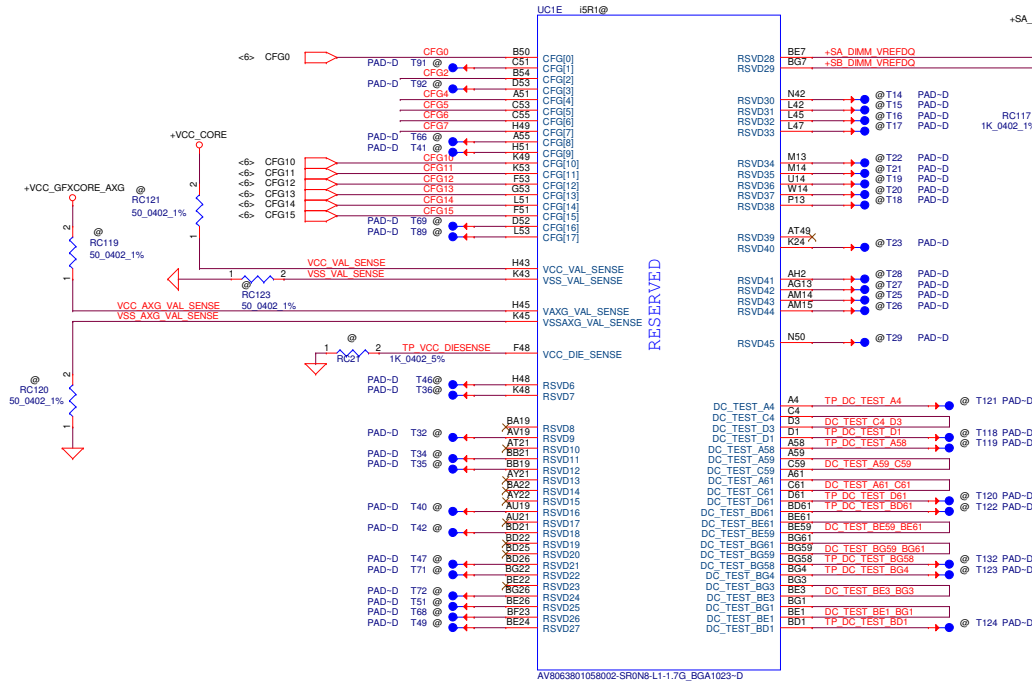 UC1E i5R1@
+SA_
<6> CFG0 CFG0 B50 CFG[0]
PAD~D T91 @ C51 CFG[1]
CFG2 B54 CFG[2]
PAD~D T92 @ D53 CFG[3]
CFG4 A51 CFG[4]
CFG5 C53 CFG[5]
CFG6 C55 CFG[6]
CFG7 H49 CFG[7]
PAD~D T66 @ A55 CFG[8]
PAD~D T41 @ H51 CFG[9]
<6> CFG10 CFG10 K49 CFG[10]
<6> CFG11 CFG11 K53 CFG[11]
<6> CFG12 CFG12 F53 CFG[12]
<6> CFG13 CFG13 G53 CFG[13]
<6> CFG14 CFG14 L51 CFG[14]
<6> CFG15 CFG15 F51 CFG[15]
PAD~D T69 @ D52 CFG[16]
PAD~D T89 @ L53 CFG[17]
+VCC_CORE
+VCC_GFXCORE_AXG
@
RC121
50_0402_1%
2
1
@
RC119
50_0402_1%
2
1
VCC_VAL_SENSE H43 VCC_VAL_SENSE
1 2 VSS_VAL_SENSE K43 VSS_VAL_SENSE
@
RC123
50_0402_1%
VCC_AXG_VAL_SENSE H45 VAXG_VAL_SENSE
VSS_AXG_VAL_SENSE K45 VSSAXG_VAL_SENSE
1 @ 2 TP_VCC_DIESENSE F48 VCC_DIE_SENSE
RC21 1K_0402_5%
@
RC120
50_0402_1%
2
1
PAD~D T46@ H48 RSVD6
PAD~D T36@ K48 RSVD7
BA19 RSVD8
PAD~D T32 @ AV19 RSVD9
AT21 RSVD10
PAD~D T34 @ BB21 RSVD11
PAD~D T35 @ BB19 RSVD12
AY21 RSVD13
BA22 RSVD14
AY22 RSVD15
PAD~D T40 @ AU19 RSVD16
AU21 RSVD17
PAD~D T42 @ BD21 RSVD18
BD22 RSVD19
BD25 RSVD20
PAD~D T47 @ BD26 RSVD21
PAD~D T71 @ BG22 RSVD22
BE22 RSVD23
PAD~D T72 @ BG26 RSVD24
PAD~D T51 @ BE26 RSVD25
PAD~D T68 @ BF23 RSVD26
PAD~D T49 @ BE24 RSVD27
RESERVED
RSVD28 BE7 +SA_DIMM_VREFDQ
RSVD29 BG7 +SB_DIMM_VREFDQ
RSVD30 N42 @T14 PAD~D
RSVD31 L42 @T15 PAD~D
RSVD32 L45 @T16 PAD~D
RSVD33 L47 @T17 PAD~D
RC117
1K_0402_1%
RSVD34 M13 @T22 PAD~D
RSVD35 M14 @T21 PAD~D
RSVD36 U14 @T19 PAD~D
RSVD37 W14 @T20 PAD~D
RSVD38 P13 @T18 PAD~D
RSVD39 AT49
RSVD40 K24 @T23 PAD~D
RSVD41 AH2 @T28 PAD~D
RSVD42 AG13 @T27 PAD~D
RSVD43 AM14 @T25 PAD~D
RSVD44 AM15 @T26 PAD~D
RSVD45 N50 @T29 PAD~D
DC_TEST_A4 A4 TP_DC_TEST_A4 @ T121 PAD~D
DC_TEST_C4 C4
DC_TEST_D3 D3 DC_TEST_C4_D3
DC_TEST_D1 D1 TP_DC_TEST_D1 @ T118 PAD~D
DC_TEST_A58 A58 TP_DC_TEST_A58 @ T119 PAD~D
DC_TEST_A59 A59
DC_TEST_C59 C59 DC_TEST_A59_C59
DC_TEST_A61 A61
DC_TEST_C61 C61 DC_TEST_A61_C61
DC_TEST_D61 D61 TP_DC_TEST_D61 @ T120 PAD~D
DC_TEST_BD61 BD61 TP_DC_TEST_BD61 @ T122 PAD~D
DC_TEST_BE61 BE61
DC_TEST_BE59 BE59 DC_TEST_BE59_BE61
DC_TEST_BG61 BG61
DC_TEST_BG59 BG59 DC_TEST_BG59_BG61
DC_TEST_BG58 BG58 TP_DC_TEST_BG58 @ T132 PAD~D
DC_TEST_BG4 BG4 TP_DC_TEST_BG4 @ T123 PAD~D
DC_TEST_BG3 BG3
DC_TEST_BE3 BE3 DC_TEST_BE3_BG3
DC_TEST_BG1 BG1
DC_TEST_BE1 BE1 DC_TEST_BE1_BG1
DC_TEST_BD1 BD1 TP_DC_TEST_BD1 @ T124 PAD~D
AV8063801058002-SR0N8-L1-1.7G_BGA1023~D